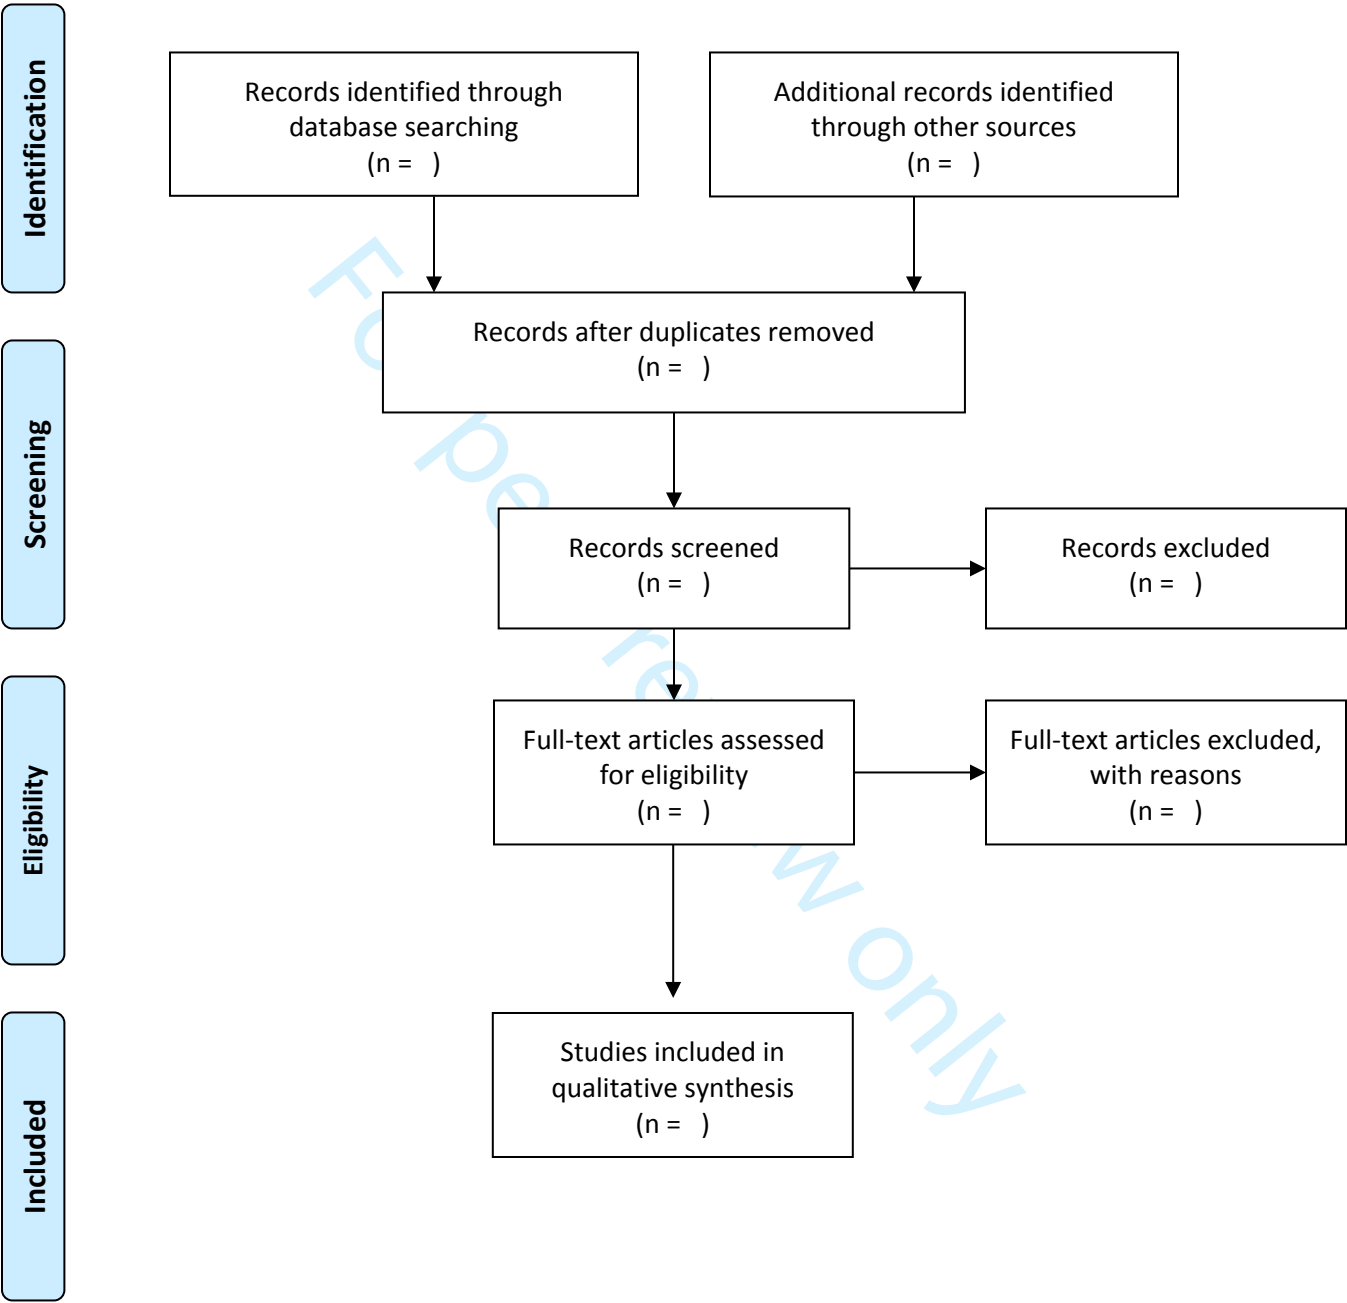 Identification
Records identified through
database searching
(n =   )
Additional records identified
through other sources
(n =   )
Records after duplicates removed
(n =   )
Screening
Records screened
(n =   )
Records excluded
(n =   )
Eligibility
Full-text articles assessed
for eligibility
(n =   )
Full-text articles excluded,
with reasons
(n =   )
Included
Studies included in
qualitative synthesis
(n =   )
For peer review only